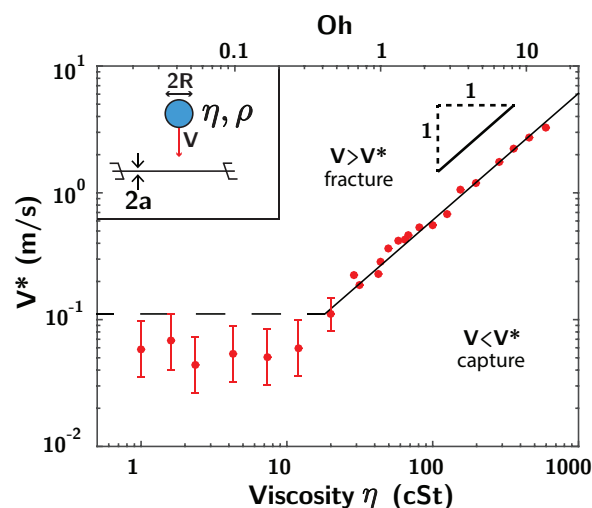 Oh
0.1 1 10
10^1
10^0
10^-1
10^-2
V* (m/s)
2R
η, ρ
V
2a
1
1
V>V*
fracture
V<V*
capture
1 10 100 1000
Viscosity η (cSt)